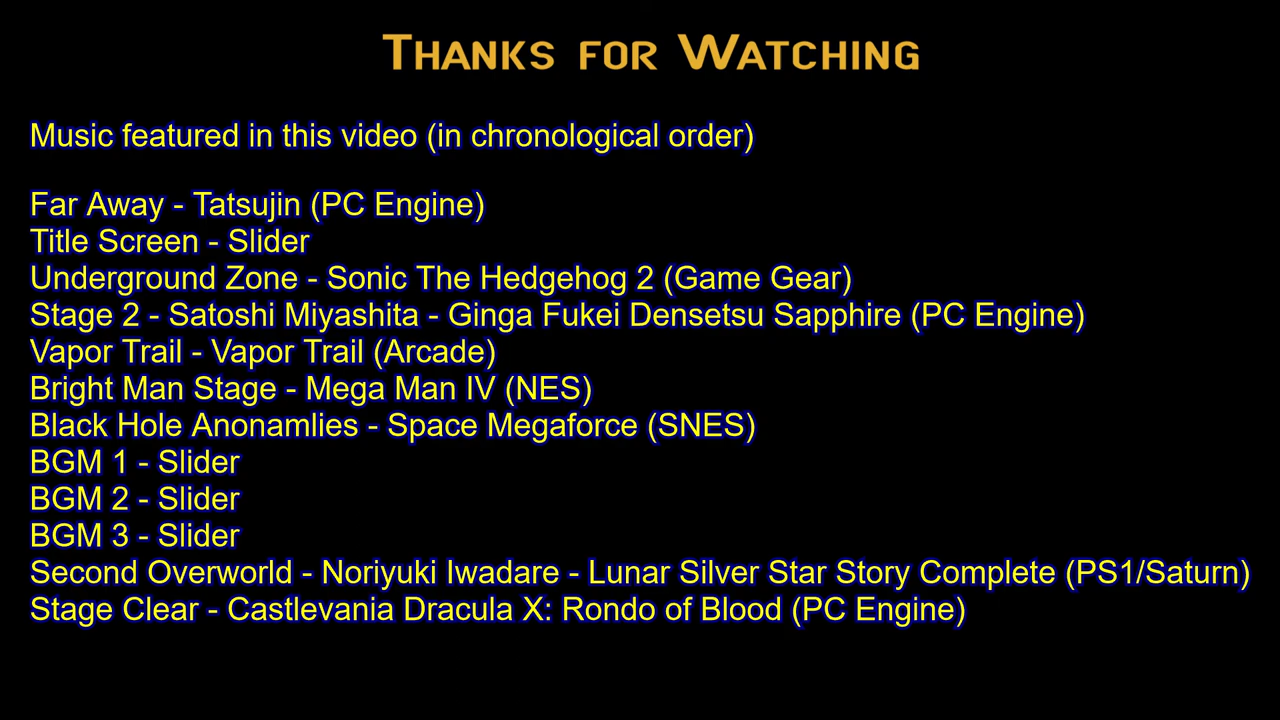 Thanks for Watching
Music featured in this video (in chronological order)
Far Away - Tatsujin (PC Engine)
Title Screen - Slider
Underground Zone - Sonic The Hedgehog 2 (Game Gear)
Stage 2 - Satoshi Miyashita - Ginga Fukei Densetsu Sapphire (PC Engine)
Vapor Trail - Vapor Trail (Arcade)
Bright Man Stage - Mega Man IV (NES)
Black Hole Anonamlies - Space Megaforce (SNES)
BGM 1 - Slider
BGM 2 - Slider
BGM 3 - Slider
Second Overworld - Noriyuki Iwadare - Lunar Silver Star Story Complete (PS1/Saturn)
Stage Clear - Castlevania Dracula X: Rondo of Blood (PC Engine)